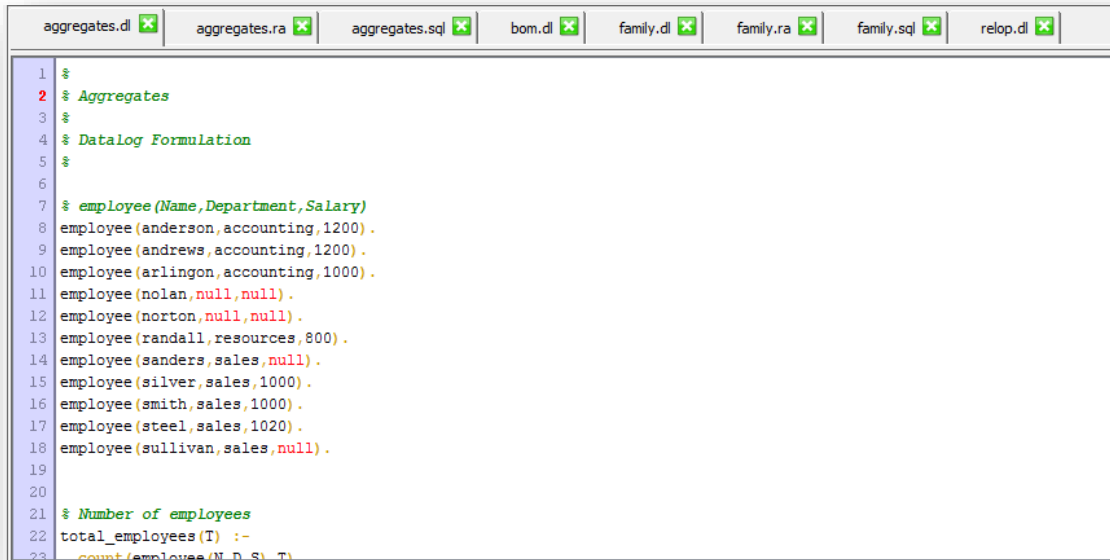 aggregates.dl aggregates.ra aggregates.sql bom.dl family.dl family.ra family.sql relop.dl
1 %
2 % Aggregates
3 %
4 % Datalog Formulation
5 %
6
7 % employee(Name,Department,Salary)
8 employee(anderson,accounting,1200).
9 employee(andrews,accounting,1200).
10 employee(arlingon,accounting,1000).
11 employee(nolan,null,null).
12 employee(norton,null,null).
13 employee(randall,resources,800).
14 employee(sanders,sales,null).
15 employee(silver,sales,1000).
16 employee(smith,sales,1000).
17 employee(steel,sales,1020).
18 employee(sullivan,sales,null).
19
20
21 % Number of employees
22 total_employees(T) :-
23 count(employee(N,D,S),T)